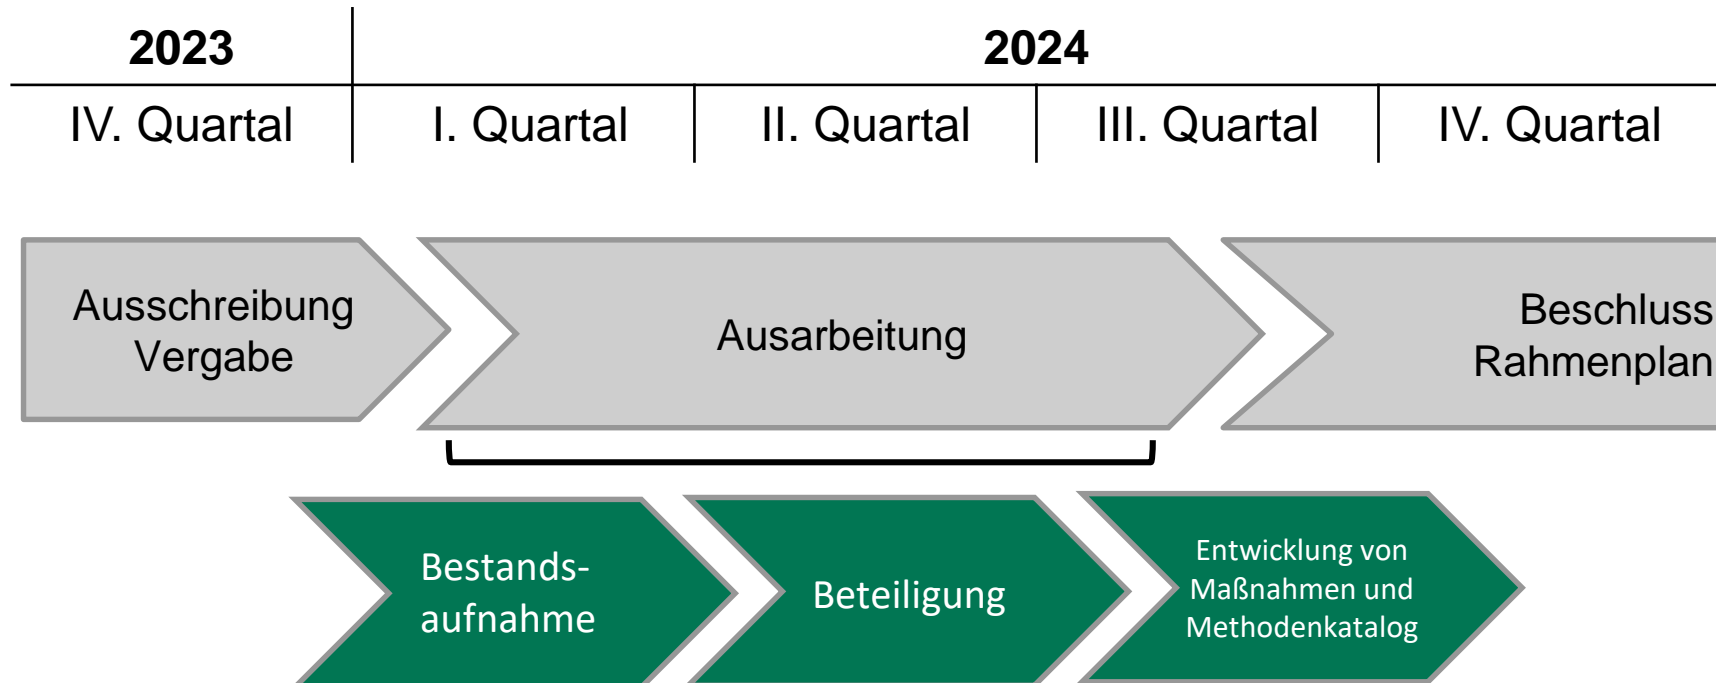 2023
2024
IV. Quartal
I. Quartal
II. Quartal
III. Quartal
IV. Quartal
Ausschreibung
Vergabe
Ausarbeitung
Beschluss
Rahmenplan
Bestands-
aufnahme
Beteiligung
Entwicklung von
Maßnahmen und
Methodenkatalog